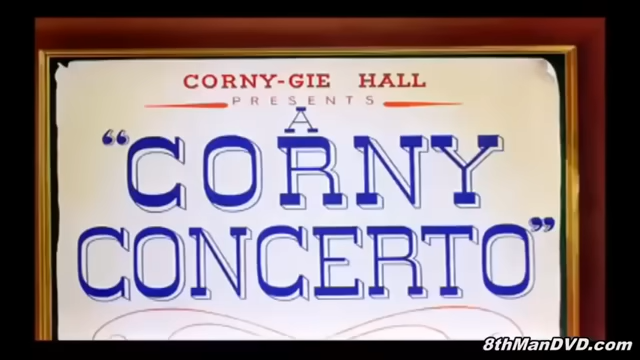 CORNY-GIE HALL
PRESENTS
A
"CORNY
CONCERTO"
8thManDVD.com